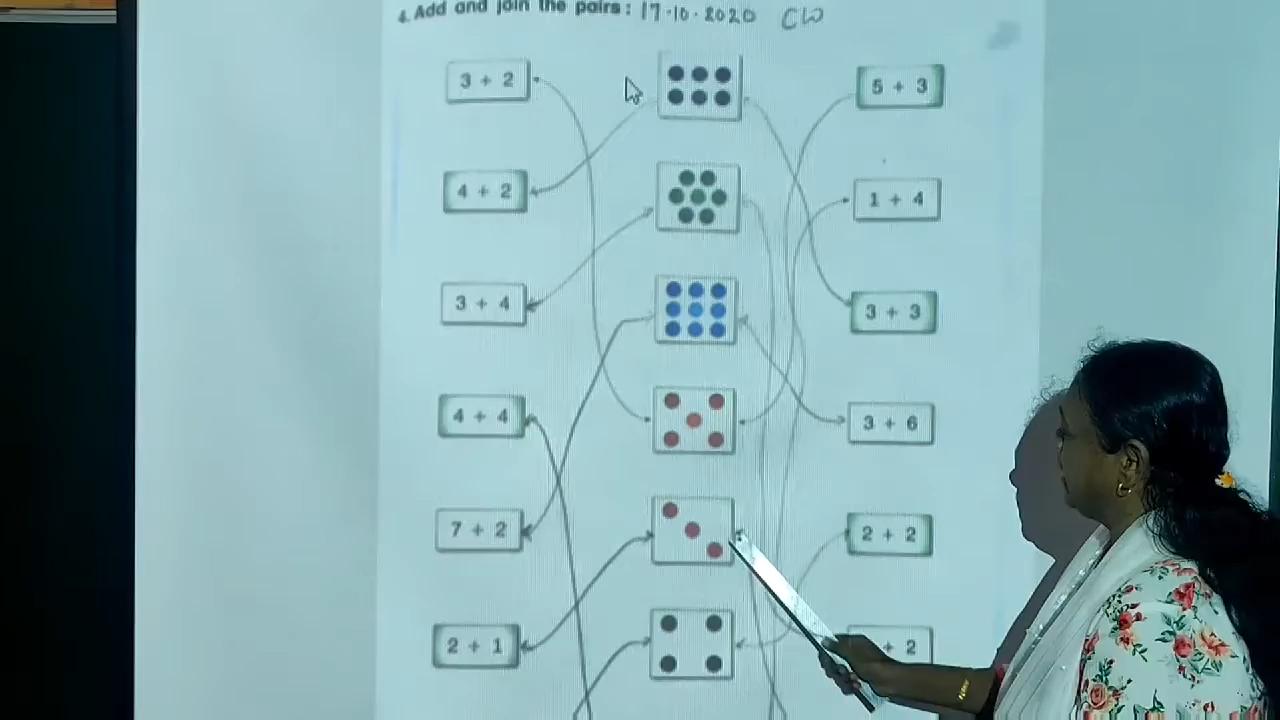 4. Add and join the pairs : 17.10.2020 CW
3 + 2
5 + 3
4 + 2
1 + 4
3 + 4
3 + 3
4 + 4
3 + 6
7 + 2
2 + 2
2 + 1
+ 2